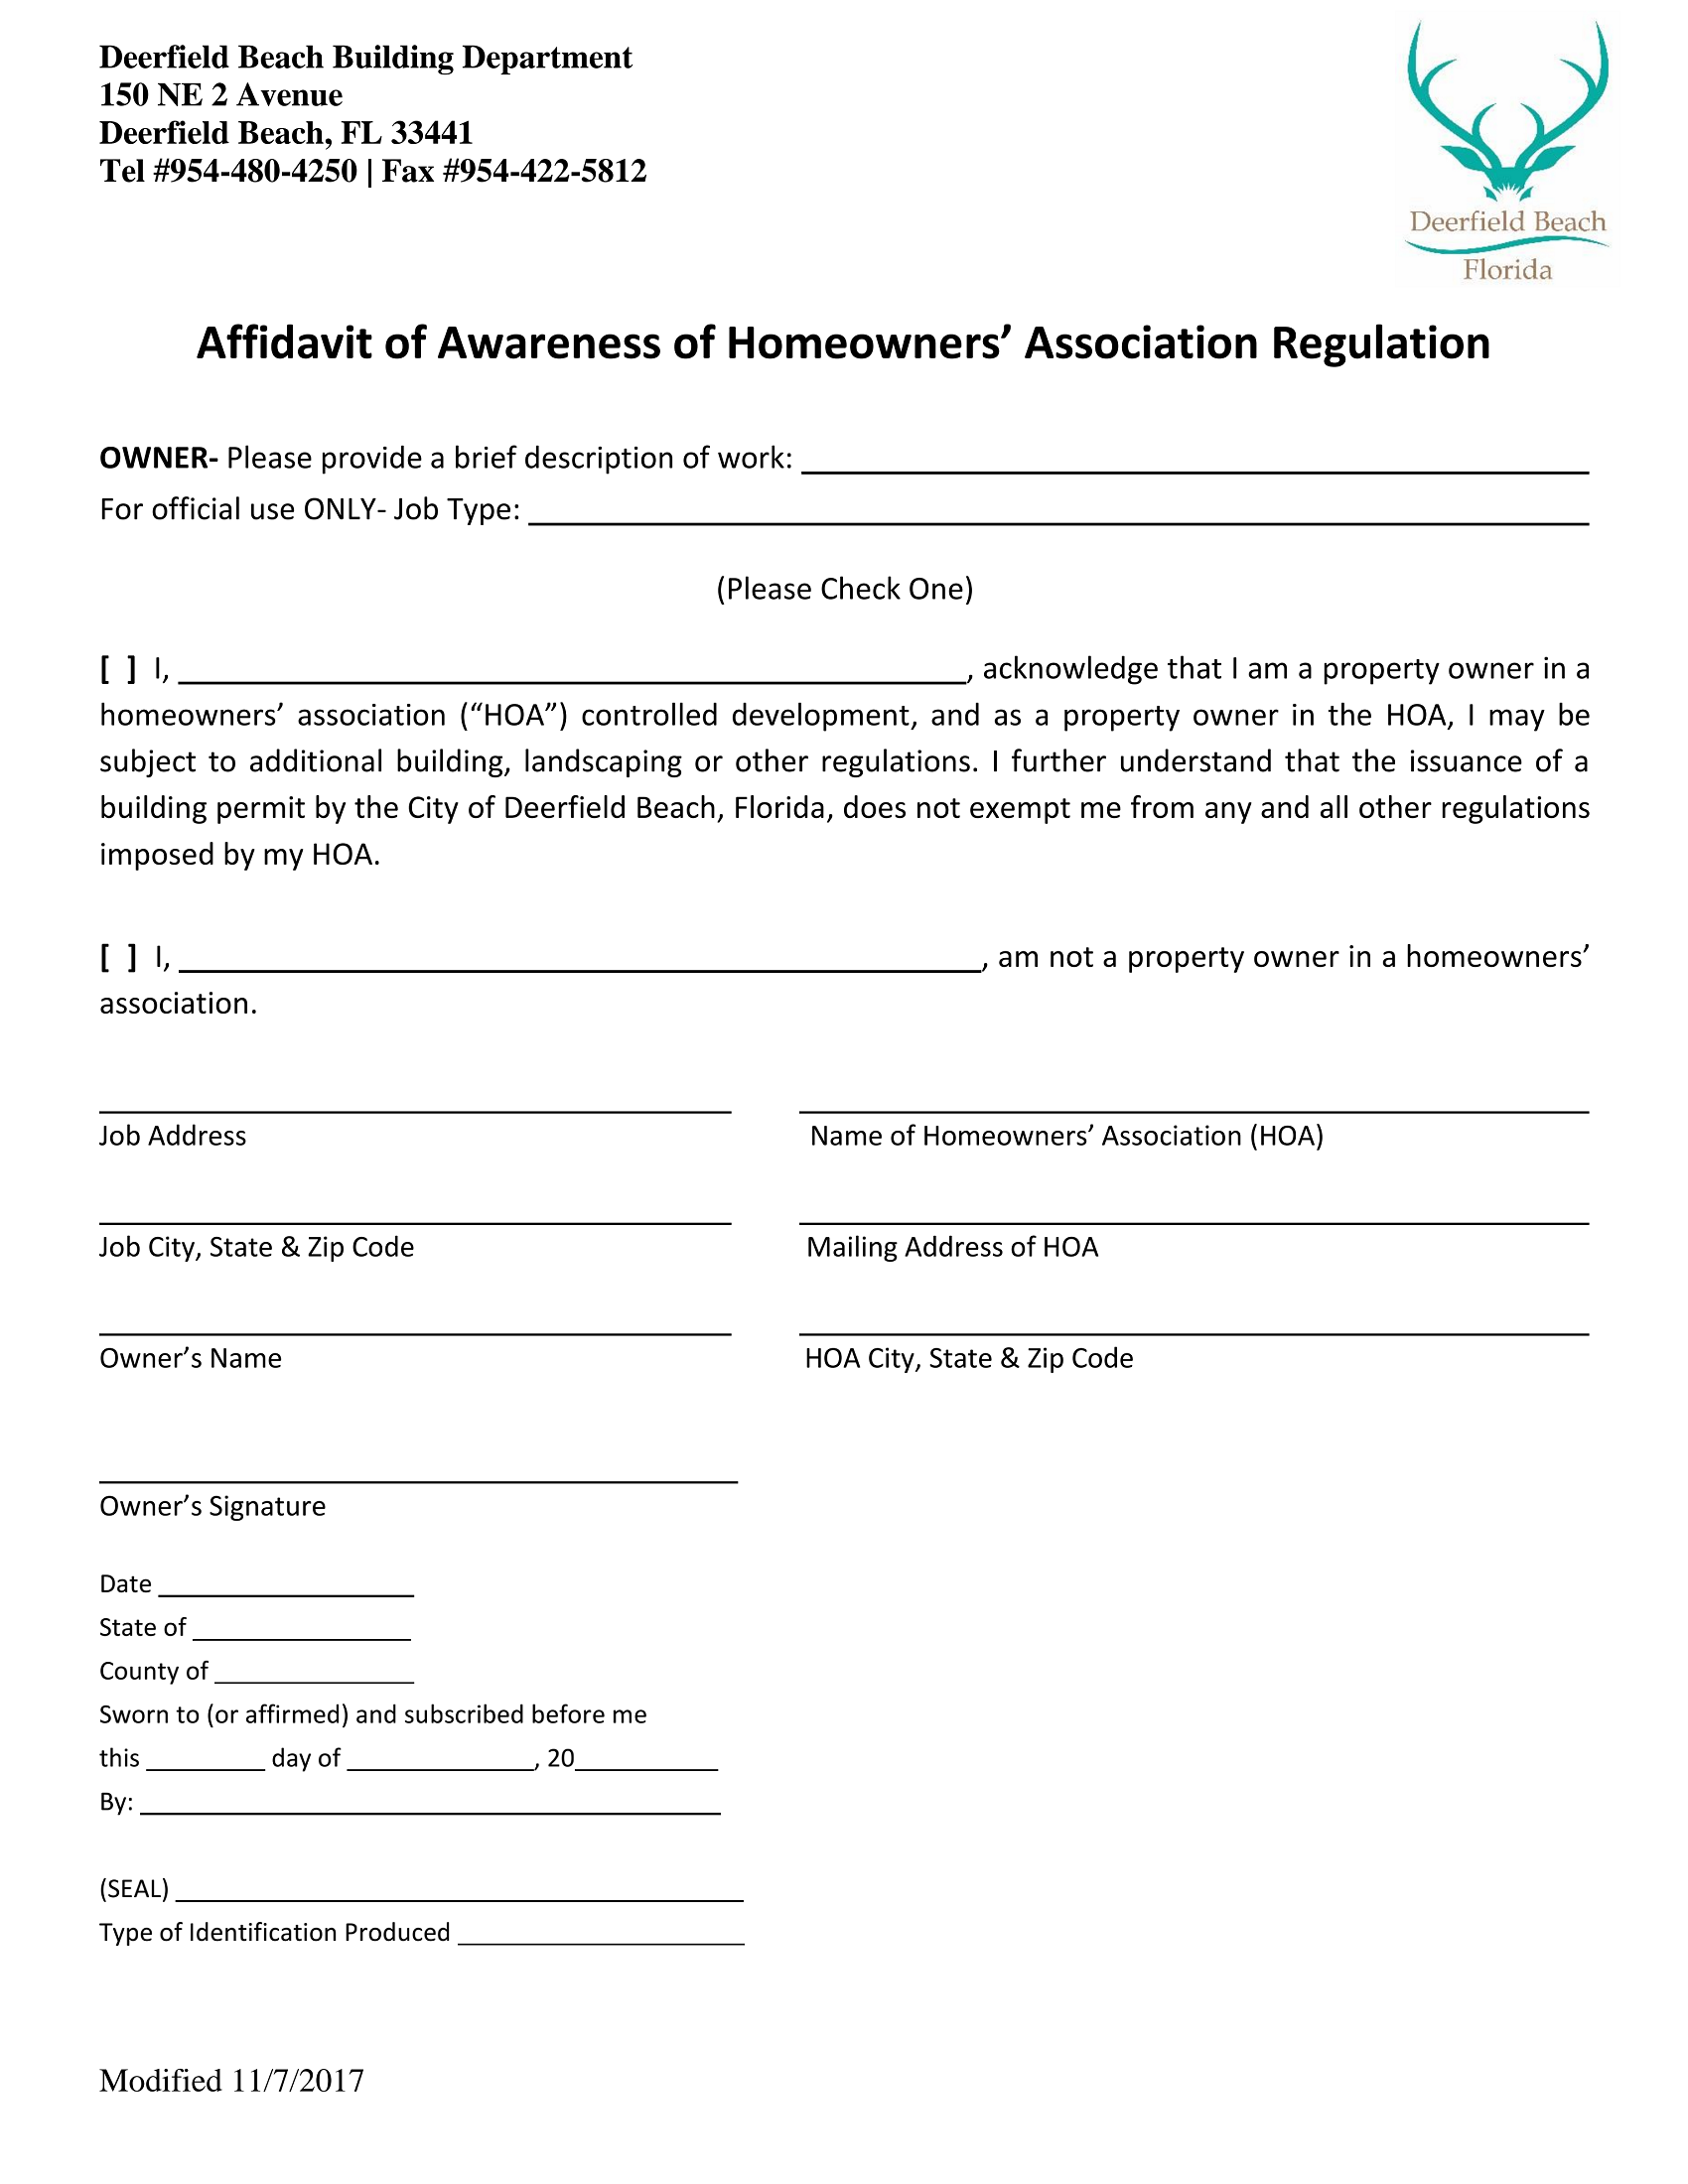 Deerfield Beach Building Department
150 NE 2 Avenue
Deerfield Beach, FL 33441
Tel #954-480-4250 | Fax #954-422-5812
Deerfield Beach
Florida
Affidavit of Awareness of Homeowners’ Association Regulation
OWNER- Please provide a brief description of work: ____________________
For official use ONLY- Job Type: ____________________
(Please Check One)
[ ] I, ____________________, acknowledge that I am a property owner in a
homeowners’ association (“HOA”) controlled development, and as a property owner in the HOA, I may be
subject to additional building, landscaping or other regulations. I further understand that the issuance of a
building permit by the City of Deerfield Beach, Florida, does not exempt me from any and all other regulations
imposed by my HOA.
[ ] I, ____________________, am not a property owner in a homeowners’
association.
Job Address
Name of Homeowners’ Association (HOA)
Job City, State & Zip Code
Mailing Address of HOA
Owner’s Name
HOA City, State & Zip Code
Owner’s Signature
Date __________
State of __________
County of __________
Sworn to (or affirmed) and subscribed before me
this ______ day of __________, 20______
By: ____________________
(SEAL) ____________________
Type of Identification Produced __________
Modified 11/7/2017